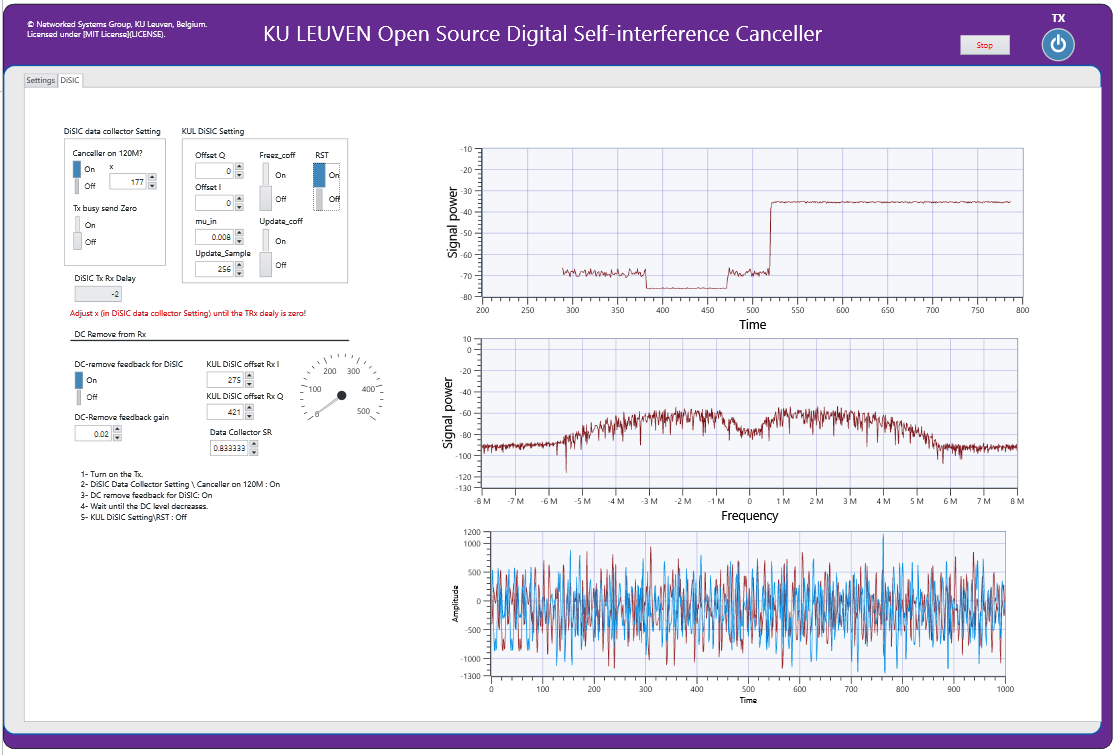 © Networked Systems Group, KU Leuven, Belgium.
Licensed under [MIT License](LICENSE).
KU LEUVEN Open Source Digital Self-interference Canceller
TX
Stop
Settings DiSIC
DiSIC data collector Setting
Canceller on 120M?
On
Off
x
177
Tx busy send Zero
On
Off
KUL DiSIC Setting
Offset Q
0
Offset I
0
mu_in
0.008
Update_Sample
256
Freez_coff
On
Off
Update_coff
On
Off
RST
On
Off
DiSIC Tx Rx Delay
-2
Adjust x (in DiSIC data collector Setting) until the TRx dealy is zero!
DC Remove from Rx
DC-remove feedback for DiSIC
On
Off
DC-Remove feedback gain
0.02
KUL DiSIC offset Rx I
275
KUL DiSIC offset Rx Q
421
Data Collector SR
0.833333
0
100
200
300
400
500
1- Turn on the Tx.
2- DiSIC Data Collector Setting \ Canceller on 120M : On
3- DC remove feedback for DiSIC: On
4- Wait until the DC level decreases.
5- KUL DiSIC Setting\RST : Off
Signal power
-10
-20
-30
-40
-50
-60
-70
-80
200 250 300 350 400 450 500 550 600 650 700 750 800
Time
Signal power
10
0
-20
-40
-60
-80
-100
-120
-130
-8 M -7 M -6 M -5 M -4 M -3 M -2 M -1 M 0 1 M 2 M 3 M 4 M 5 M 6 M 7 M 8 M
Frequency
Amplitude
1200
1000
500
0
-500
-1000
-1300
0 100 200 300 400 500 600 700 800 900 1000
Time